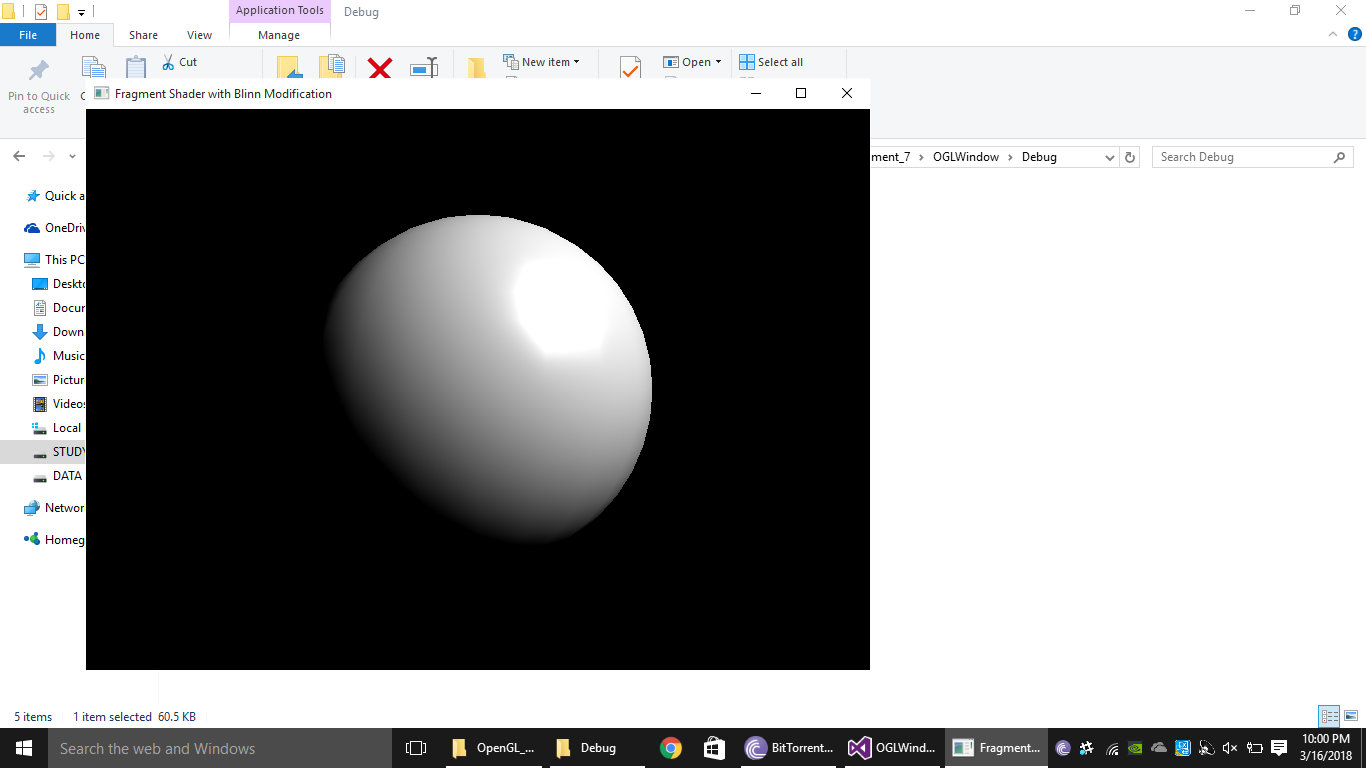 Application Tools
Debug
File
Home
Share
View
Manage
Pin to Quick
access
Cut
New item
Open
Select all
Fragment Shader with Blinn Modification
ment_7
OGLWindow
Debug
Search Debug
Quick a
OneDriv
This PC
Deskto
Docur
Down
Music
Pictur
Videos
Local
STUDY
DATA
Networ
Homeg
5 items
1 item selected 60.5 KB
Search the web and Windows
OpenGL_...
Debug
BitTorrent...
OGLWind...
Fragment...
10:00 PM
3/16/2018